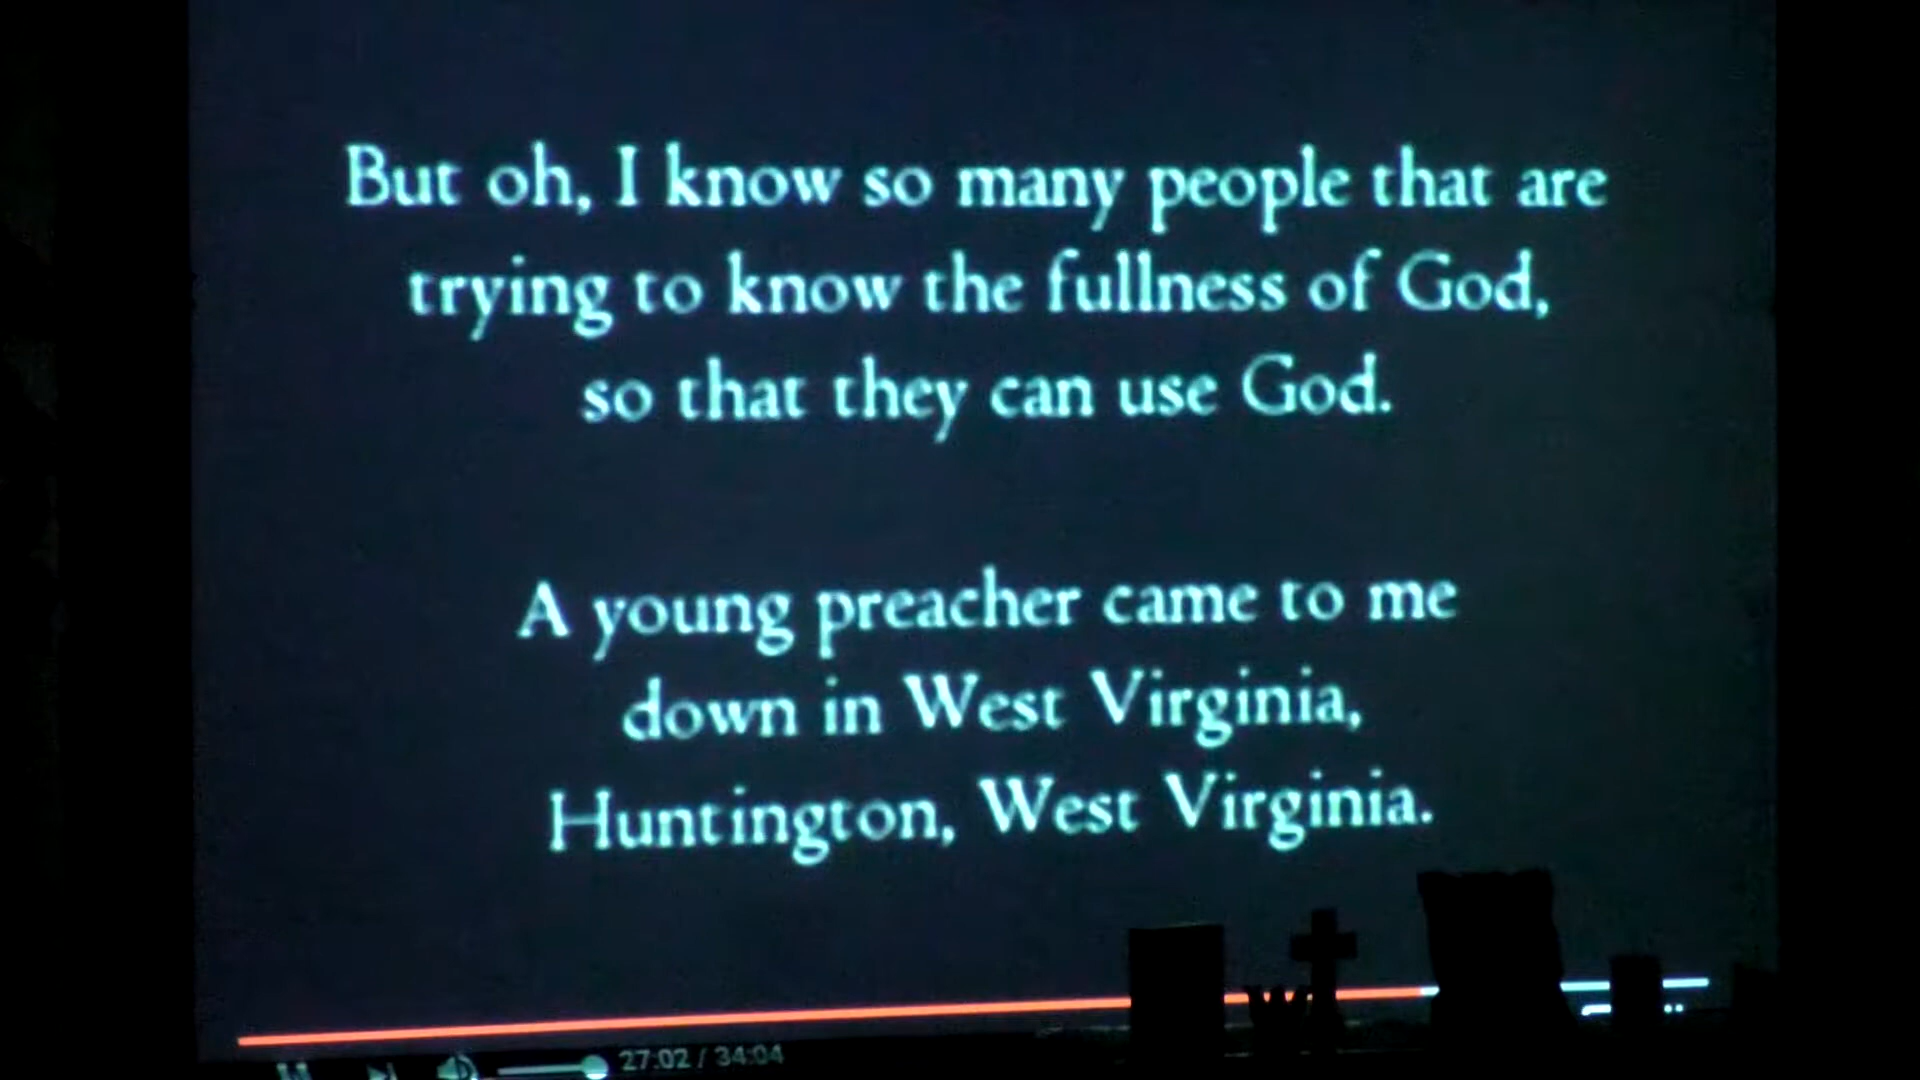 But oh, I know so many people that are
trying to know the fullness of God,
so that they can use God.
A young preacher came to me
down in West Virginia,
Huntington, West Virginia.
27:02 / 34:04